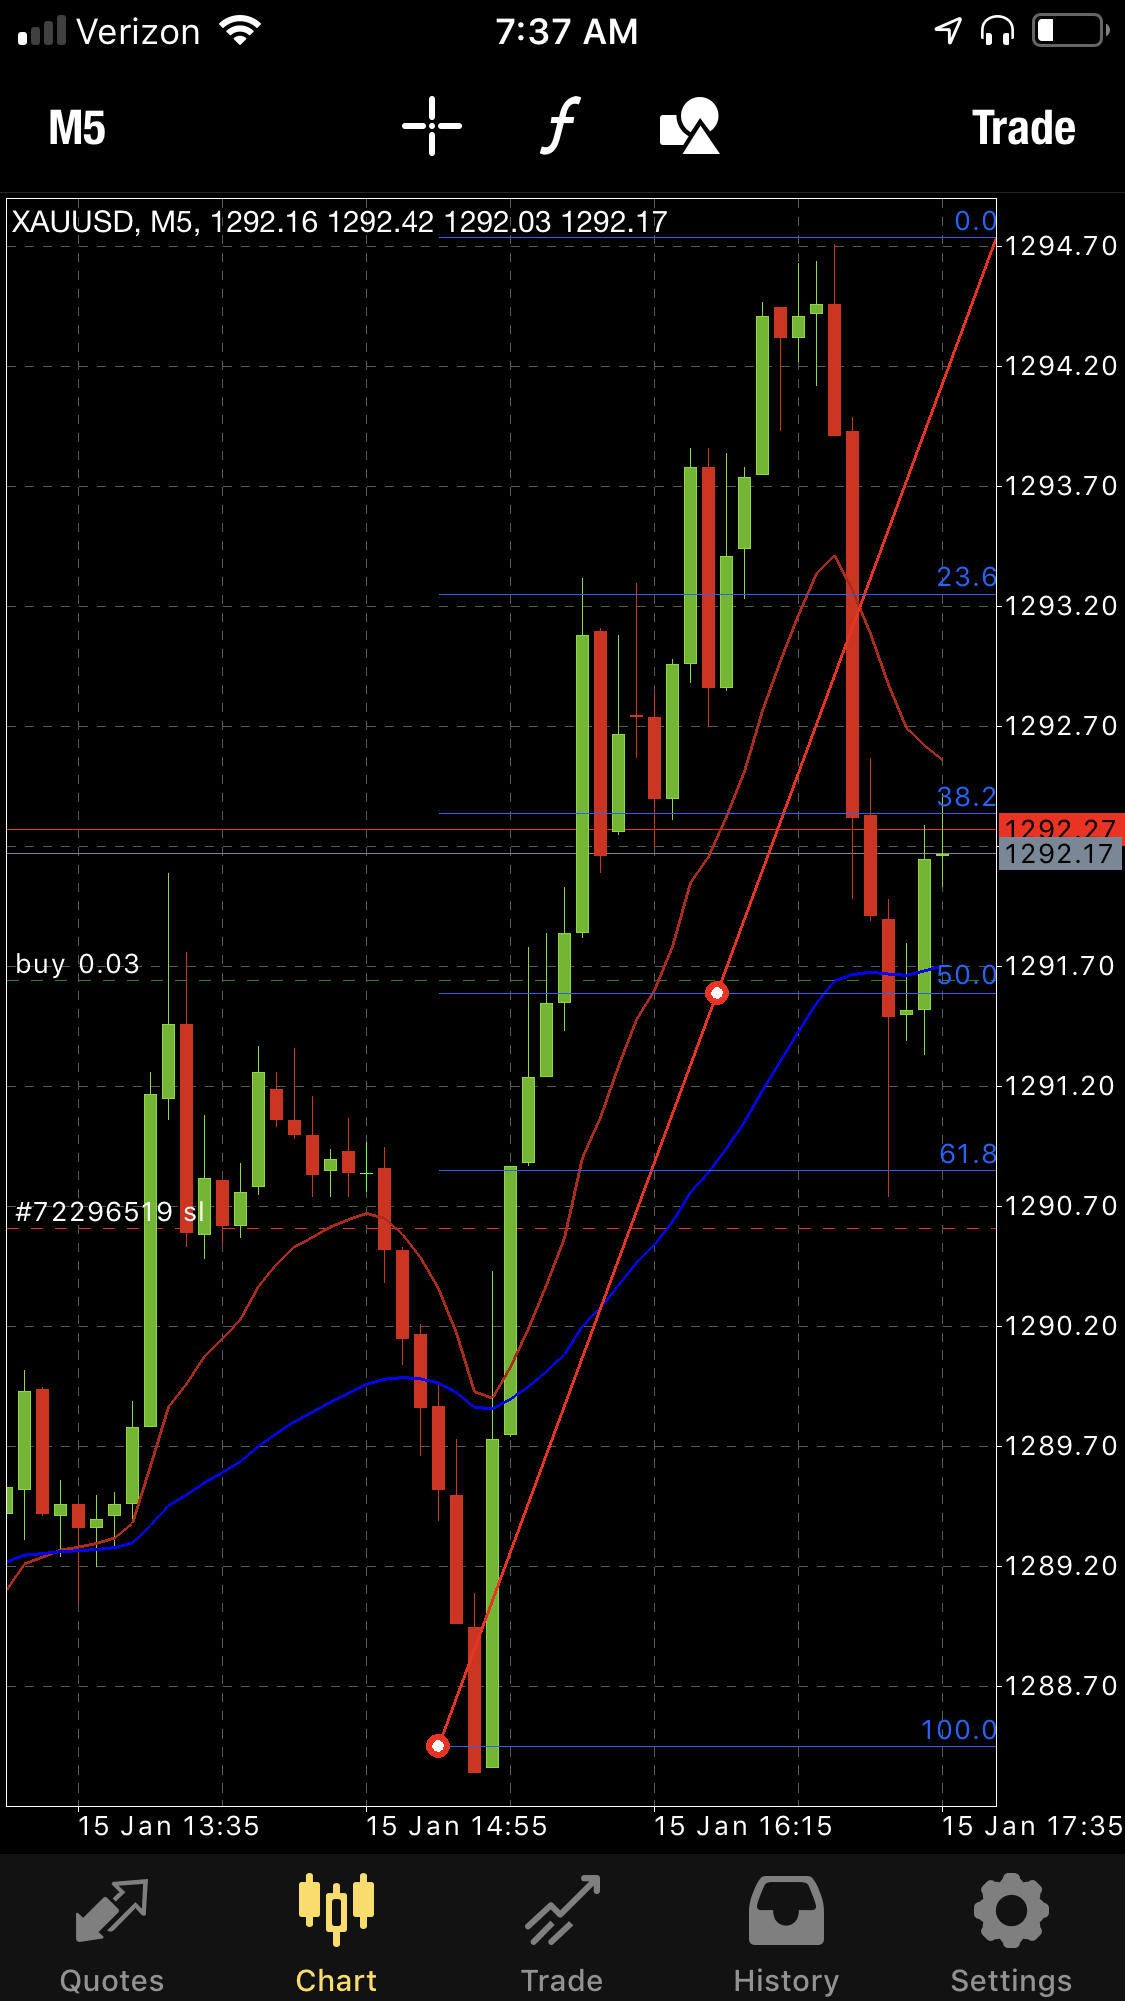 Verizon 7:37 AM
M5 f Trade
XAUUSD, M5, 1292.16 1292.42 1292.03 1292.17
0.0
1294.70
1294.20
1293.70
23.6
1293.20
1292.70
38.2
1292.27
1292.17
buy 0.03
1291.70
50.0
1291.20
61.8
#72296519 sl
1290.70
1290.20
1289.70
1289.20
1288.70
100.0
15 Jan 13:35 15 Jan 14:55 15 Jan 16:15 15 Jan 17:35
Quotes Chart Trade History Settings